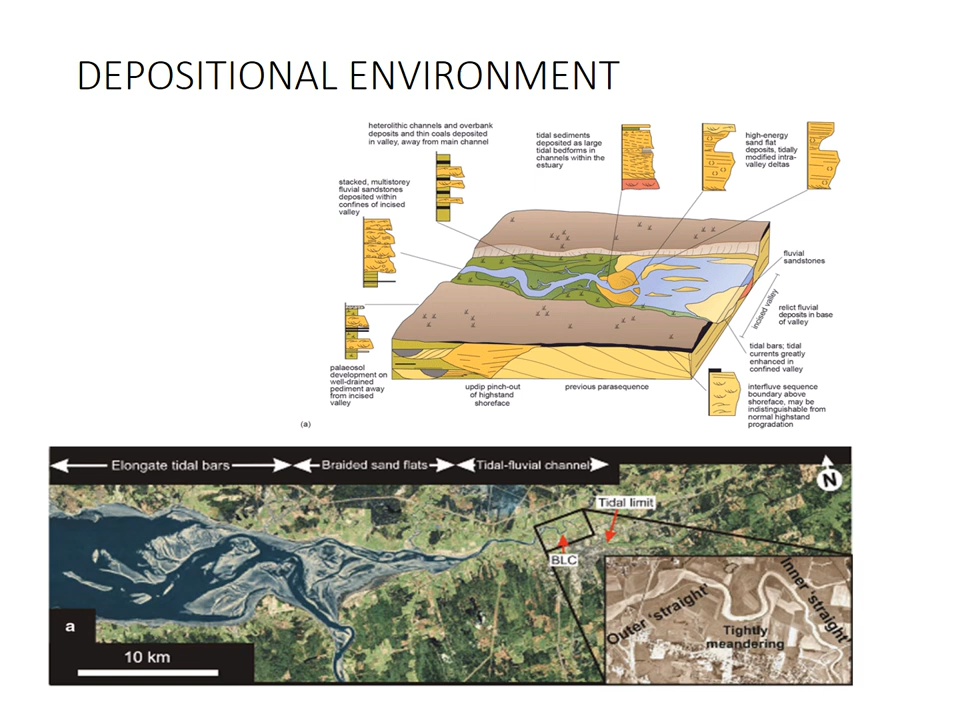 DEPOSITIONAL ENVIRONMENT
heterolithic channels and overbank
deposits and thin coals deposited
in valley, away from main channel
tidal sediments
deposited as large
tidal bedforms in
channels within the
estuary
high-energy
sand flat
deposits, tidally
modified intra-
valley deltas
stacked, multistorey
fluvial sandstones
deposited within
confines of incised
valley
fluvial
sandstones
incised valley
relict fluvial
deposits in base
of valley
tidal bars; tidal
currents greatly
enhanced in
confined valley
palaeosol
development on
well-drained
pediment away
from incised
valley
updip pinch-out
of highstand
shoreface
previous parasequence
interfluve sequence
boundary above
shoreface, may be
indistinguishable from
normal highstand
progradation
(a)
Elongate tidal bars
Braided sand flats
Tidal-fluvial channel
N
Tidal limit
BLC
a
10 km
Outer 'straight'
Tightly
meandering
Inner 'straight'